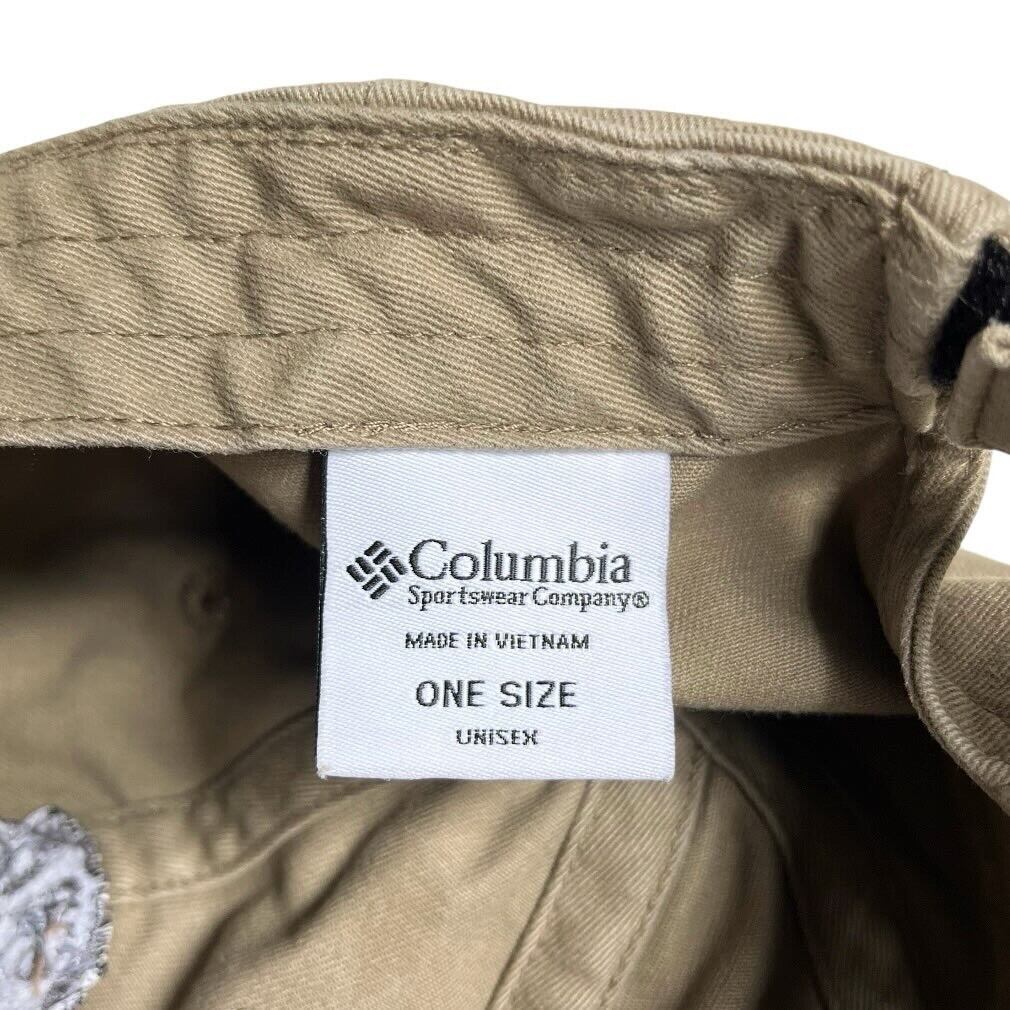 Columbia
Sportswear Company®
MADE IN VIETNAM
ONE SIZE
UNISEX